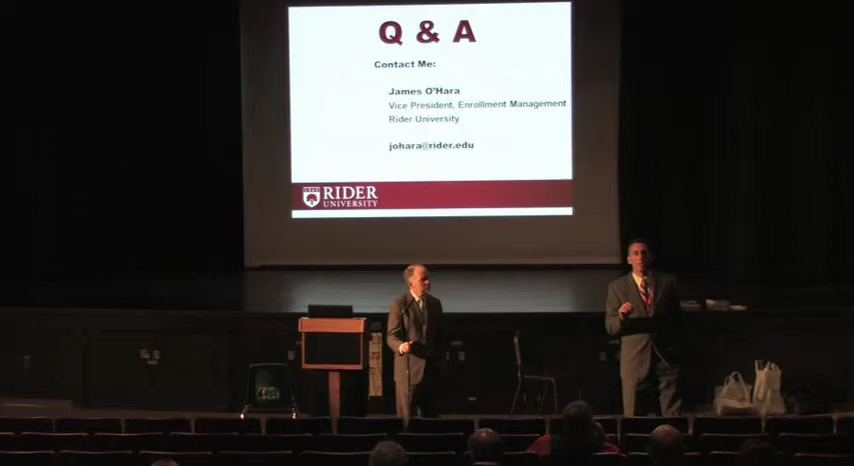 Q & A
Contact Me:
James O'Hara
Vice President, Enrollment Management
Rider University
johara@rider.edu
RIDER
UNIVERSITY